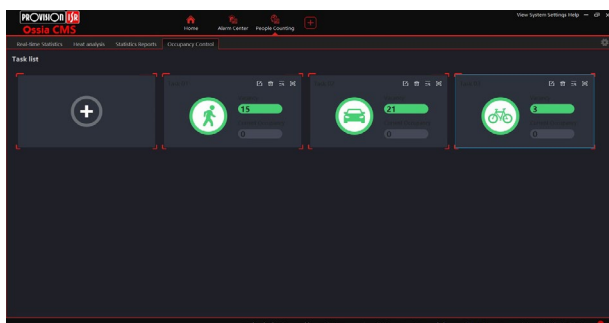 PROVISION ISR
Ossia CMS
Home
Alarm Center
People Counting
View System Settings Help
Real-time Statistics
Heat analysis
Statistics Reports
Occupancy Control
Task list
15
0
21
0
3
0